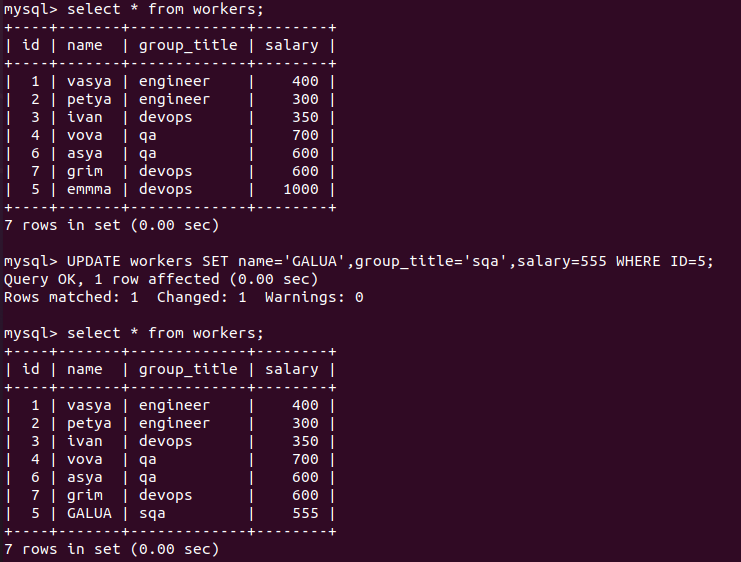 mysql> select * from workers;
+----+-------+-------------+--------+
| id | name  | group_title | salary |
+----+-------+-------------+--------+
|  1 | vasya | engineer    |    400 |
|  2 | petya | engineer    |    300 |
|  3 | ivan  | devops      |    350 |
|  4 | vova  | qa          |    700 |
|  6 | asya  | qa          |    600 |
|  7 | grim  | devops      |    600 |
|  5 | emmma | devops      |   1000 |
+----+-------+-------------+--------+
7 rows in set (0.00 sec)

mysql> UPDATE workers SET name='GALUA',group_title='sqa',salary=555 WHERE ID=5;
Query OK, 1 row affected (0.00 sec)
Rows matched: 1  Changed: 1  Warnings: 0

mysql> select * from workers;
+----+-------+-------------+--------+
| id | name  | group_title | salary |
+----+-------+-------------+--------+
|  1 | vasya | engineer    |    400 |
|  2 | petya | engineer    |    300 |
|  3 | ivan  | devops      |    350 |
|  4 | vova  | qa          |    700 |
|  6 | asya  | qa          |    600 |
|  7 | grim  | devops      |    600 |
|  5 | GALUA | sqa         |    555 |
+----+-------+-------------+--------+
7 rows in set (0.00 sec)